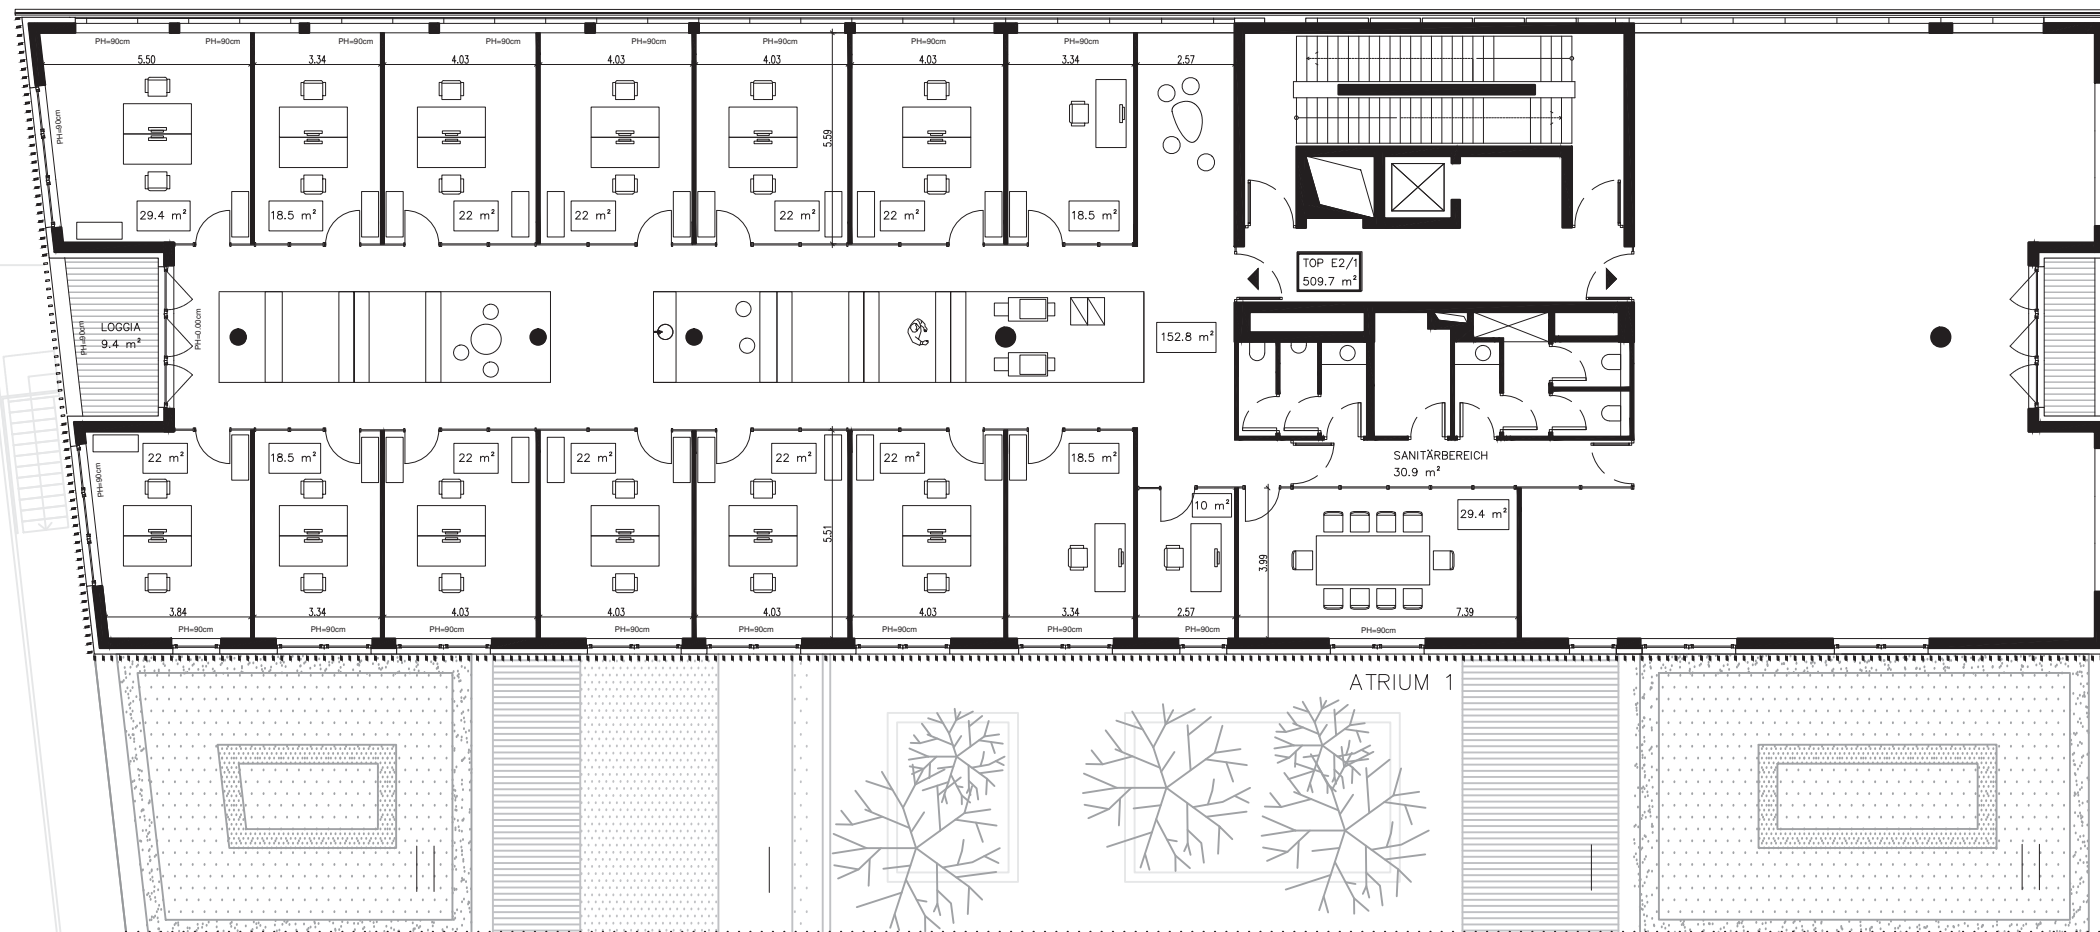 PH=90cm PH=90cm PH=90cm PH=90cm PH=90cm PH=90cm PH=90cm PH=90cm
5.50 3.34 4.03 4.03 4.03 4.03 3.34 2.57
PH=90cm
5.59
29.4 m²
18.5 m²
22 m²
22 m²
22 m²
22 m²
18.5 m²
TOP E2/1
509.7 m²
LOGGIA
9.4 m²
PH=90cm
PH=0.00cm
152.8 m²
22 m²
18.5 m²
22 m²
22 m²
22 m²
22 m²
18.5 m²
SANITÄRBEREICH
30.9 m²
PH=90cm
10 m²
29.4 m²
5.51
3.99
3.84 3.34 4.03 4.03 4.03 4.03 3.34 2.57 7.39
PH=90cm PH=90cm PH=90cm PH=90cm PH=90cm PH=90cm PH=90cm PH=90cm PH=90cm
ATRIUM 1